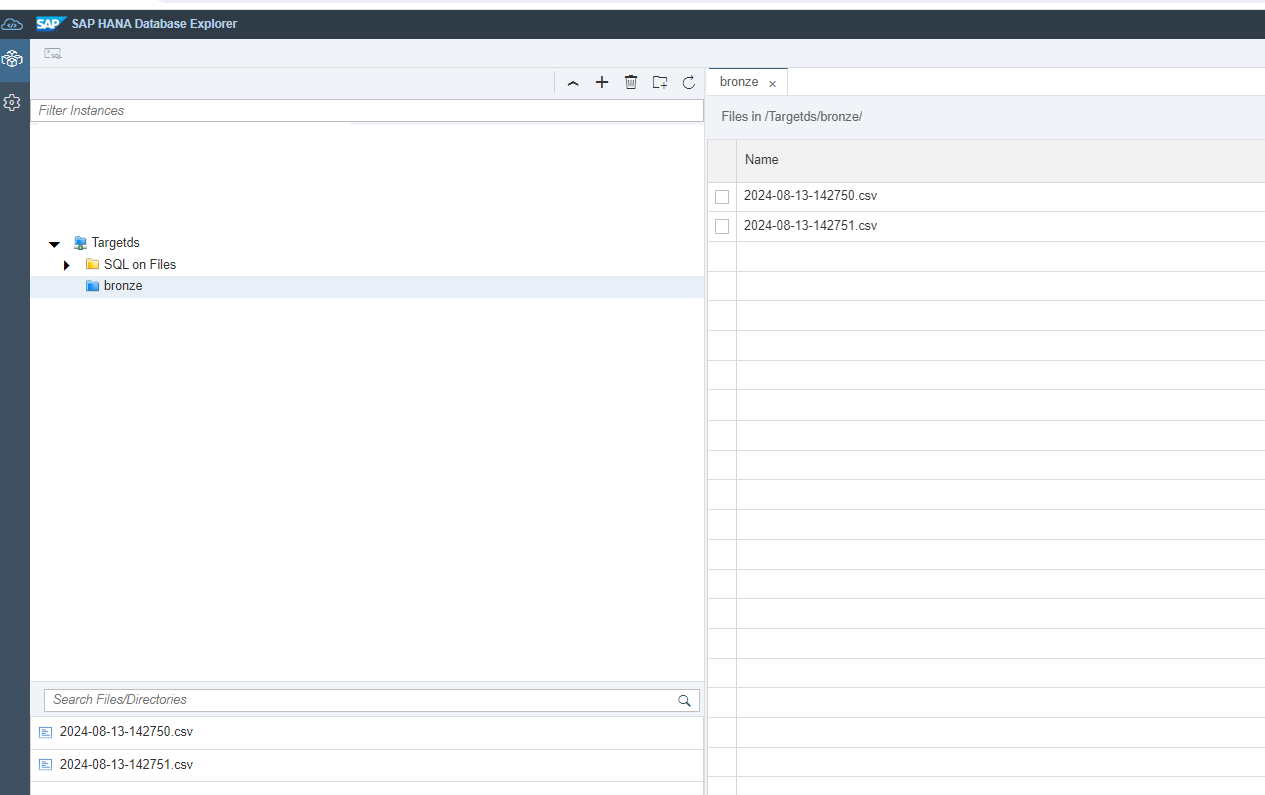 SAP SAP HANA Database Explorer
SQL
Filter Instances
Targetds
SQL on Files
bronze
Search Files/Directories
2024-08-13-142750.csv
2024-08-13-142751.csv
bronze ×
Files in /Targetds/bronze/
Name
2024-08-13-142750.csv
2024-08-13-142751.csv